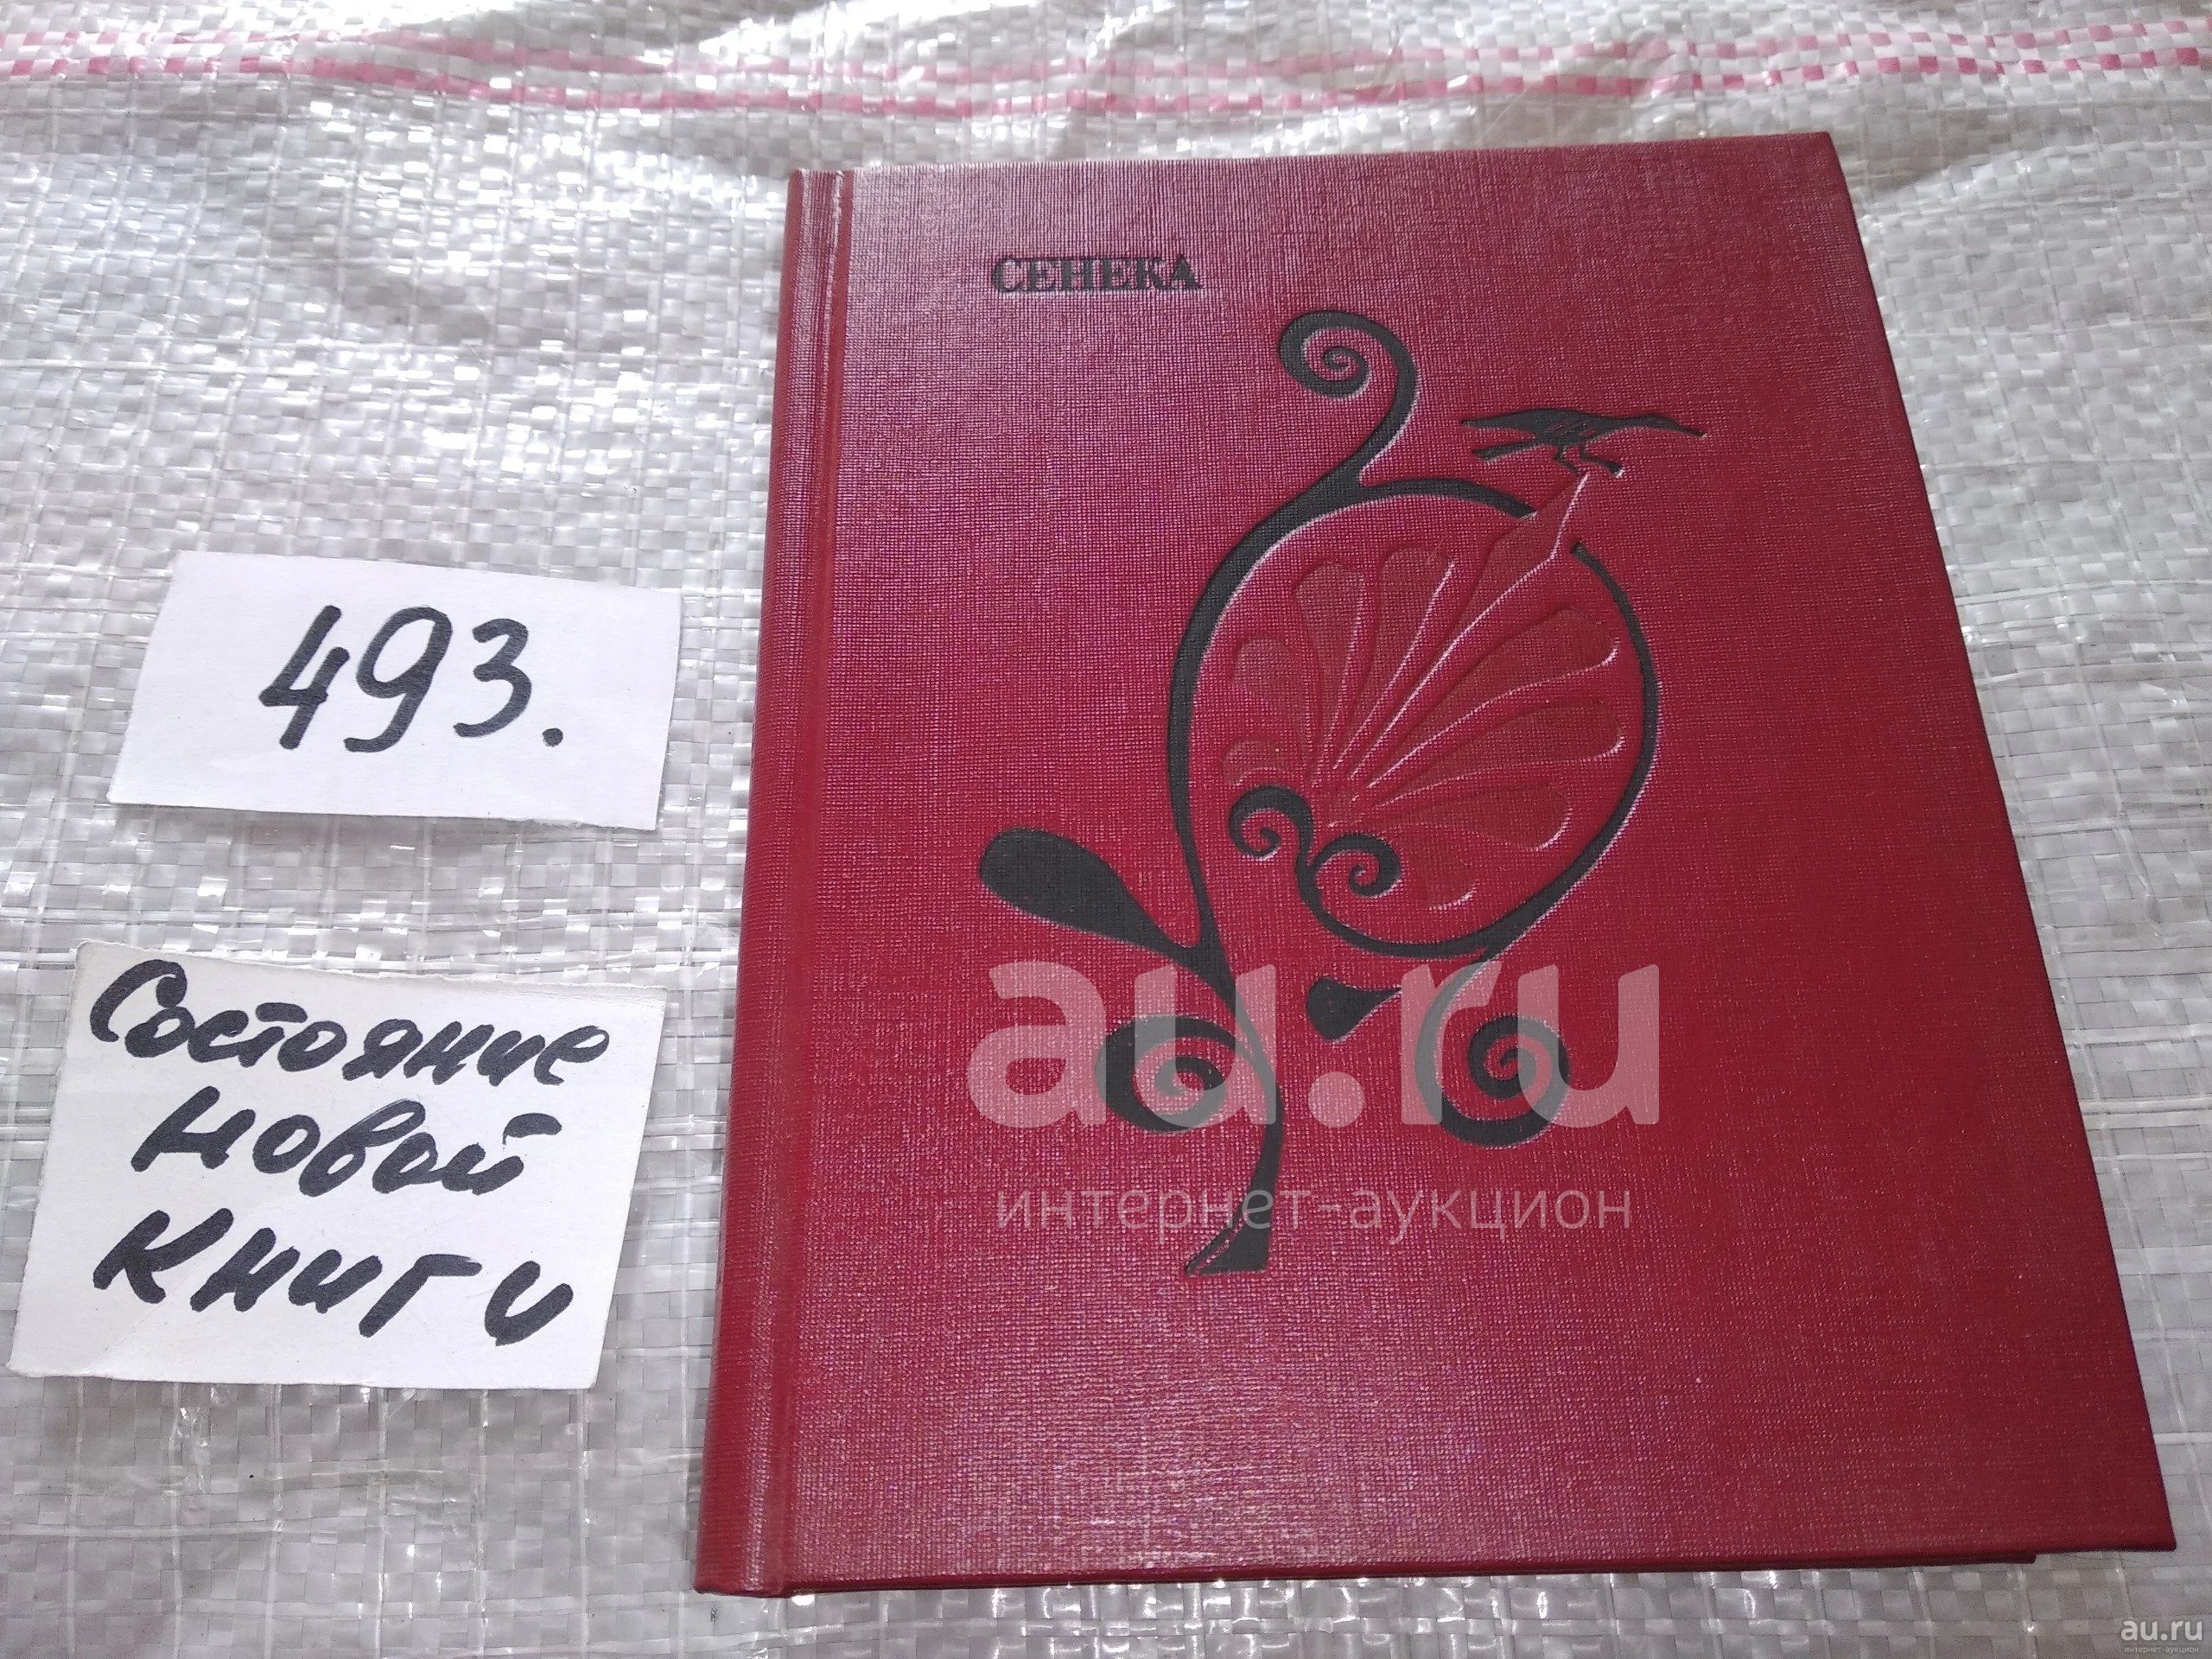 СЕНЕКА
493.
Состояние
новой
книги
au.ru
интернет-аукцион
au.ru
интернет-аукцион